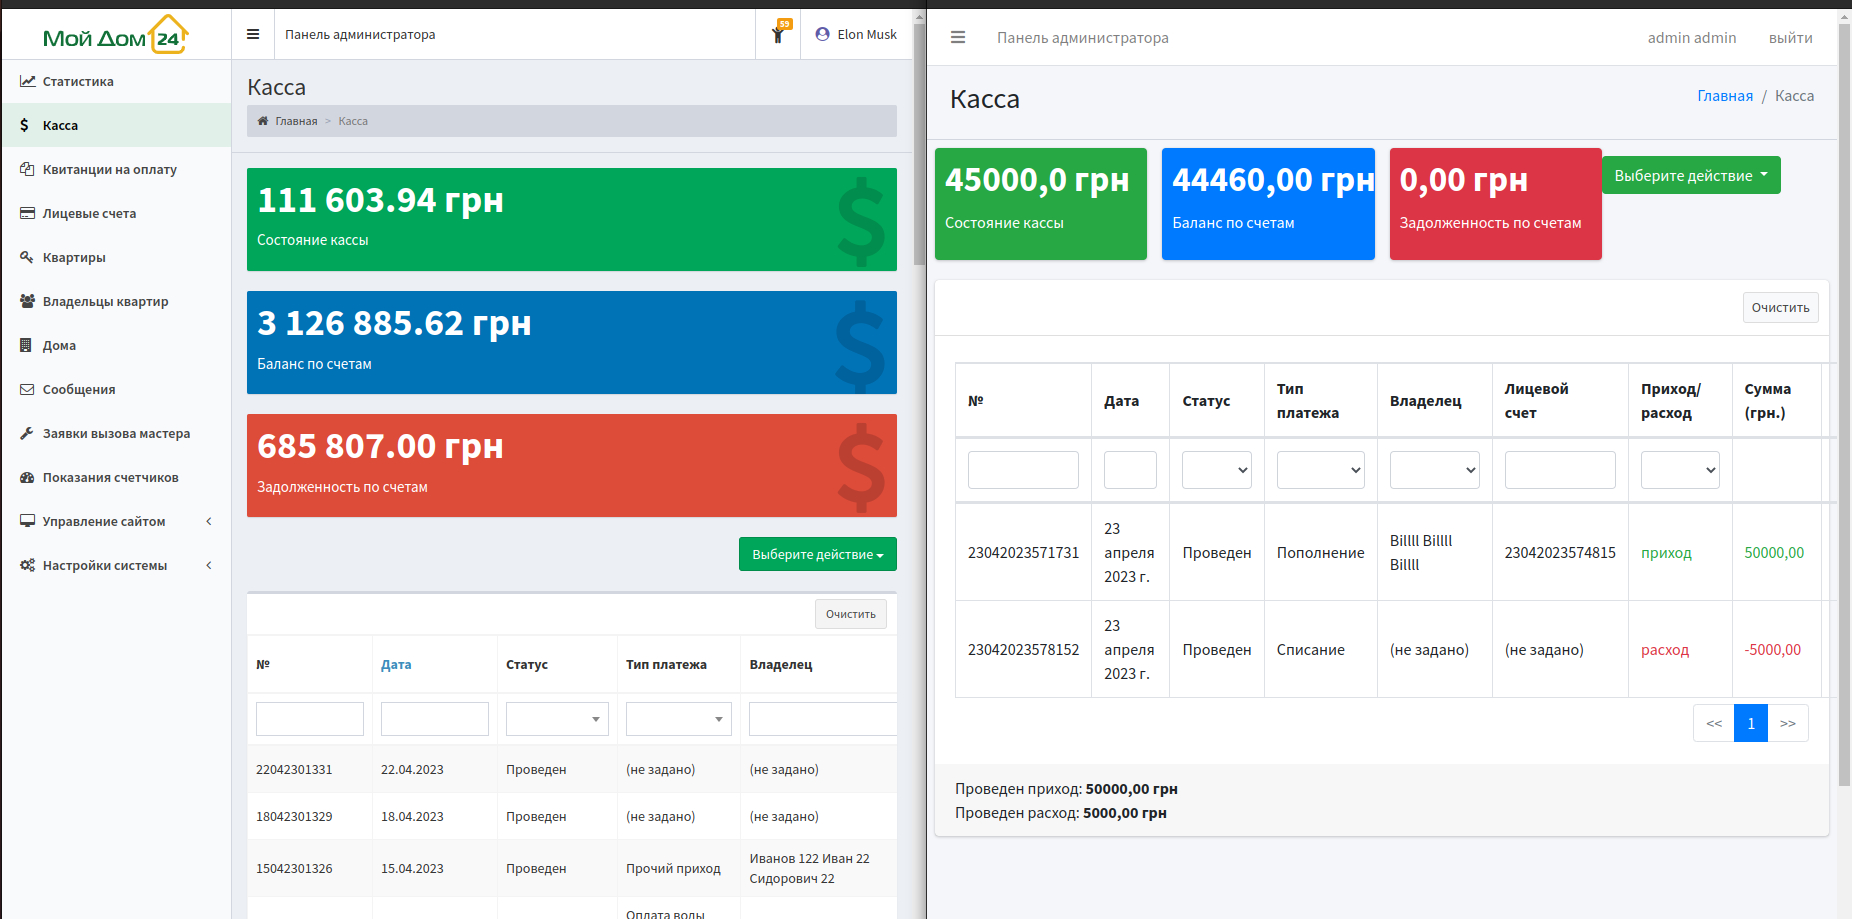 Мой Дом 24
Панель администратора
59
Elon Musk
Статистика
Касса
Квитанции на оплату
Лицевые счета
Квартиры
Владельцы квартир
Дома
Сообщения
Заявки вызова мастера
Показания счетчиков
Управление сайтом
Настройки системы
Касса
Главная > Касса
111 603.94 грн
Состояние кассы
3 126 885.62 грн
Баланс по счетам
685 807.00 грн
Задолженность по счетам
Выберите действие
Очистить
№ Дата Статус Тип платежа Владелец
22042301331 22.04.2023 Проведен (не задано) (не задано)
18042301329 18.04.2023 Проведен (не задано) (не задано)
15042301326 15.04.2023 Проведен Прочий приход Иванов 122 Иван 22
Сидорович 22
Оплата воды
Панель администратора
admin admin
выйти
Касса
Главная / Касса
45000,0 грн
Состояние кассы
44460,00 грн
Баланс по счетам
0,00 грн
Задолженность по счетам
Выберите действие
Очистить
№ Дата Статус Тип
платежа Владелец Лицевой
счет Приход/
расход Сумма
(грн.)
23042023571731 23
апреля
2023 г. Проведен Пополнение Billll Billll
Billll 23042023574815 приход 50000,00
23042023578152 23
апреля
2023 г. Проведен Списание (не задано) (не задано) расход -5000,00
<< 1 >>
Проведен приход: 50000,00 грн
Проведен расход: 5000,00 грн